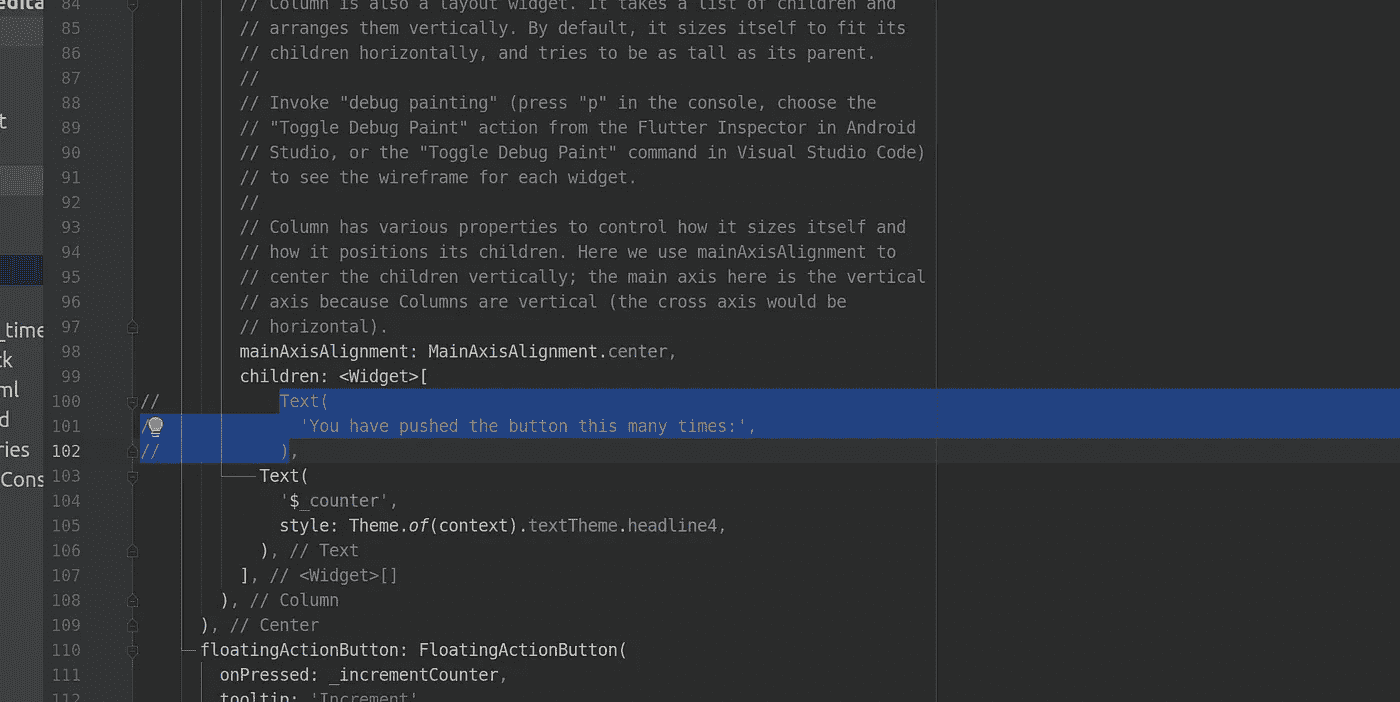 edita
84 // Column is also a layout widget. It takes a list of children and
85 // arranges them vertically. By default, it sizes itself to fit its
86 // children horizontally, and tries to be as tall as its parent.
87 //
88 // Invoke "debug painting" (press "p" in the console, choose the
t
89 // "Toggle Debug Paint" action from the Flutter Inspector in Android
90 // Studio, or the "Toggle Debug Paint" command in Visual Studio Code)
91 // to see the wireframe for each widget.
92 //
93 // Column has various properties to control how it sizes itself and
94 // how it positions its children. Here we use mainAxisAlignment to
95 // center the children vertically; the main axis here is the vertical
96 // axis because Columns are vertical (the cross axis would be
_time
97 // horizontal).
ck
98 mainAxisAlignment: MainAxisAlignment.center,
99 children: <Widget>[
ml
100 // Text(
d
101 / 'You have pushed the button this many times:',
ries
102 // ),
Cons
103 Text(
104 '$_counter',
105 style: Theme.of(context).textTheme.headline4,
106 ), // Text
107 ], // <Widget>[]
108 ), // Column
109 ), // Center
110 floatingActionButton: FloatingActionButton(
111 onPressed: _incrementCounter,
112 tooltip: 'Increment'